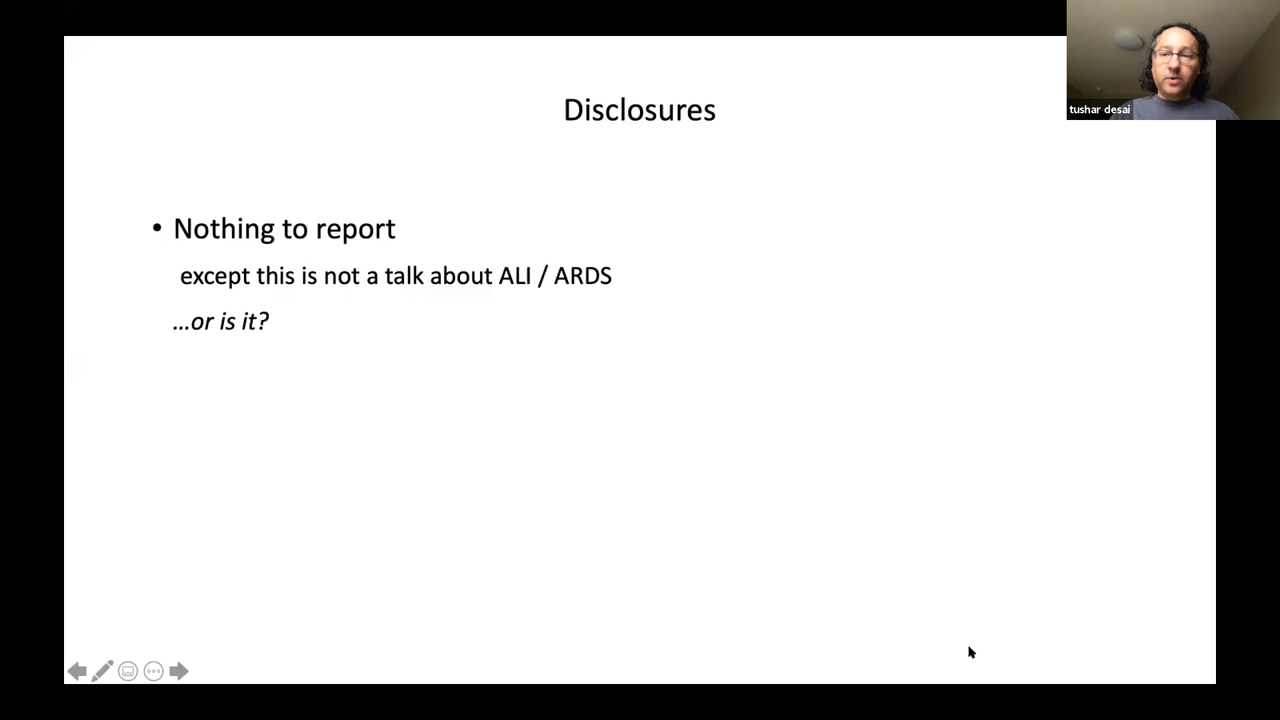 Disclosures
• Nothing to report
except this is not a talk about ALI / ARDS
...or is it?
tushar desai